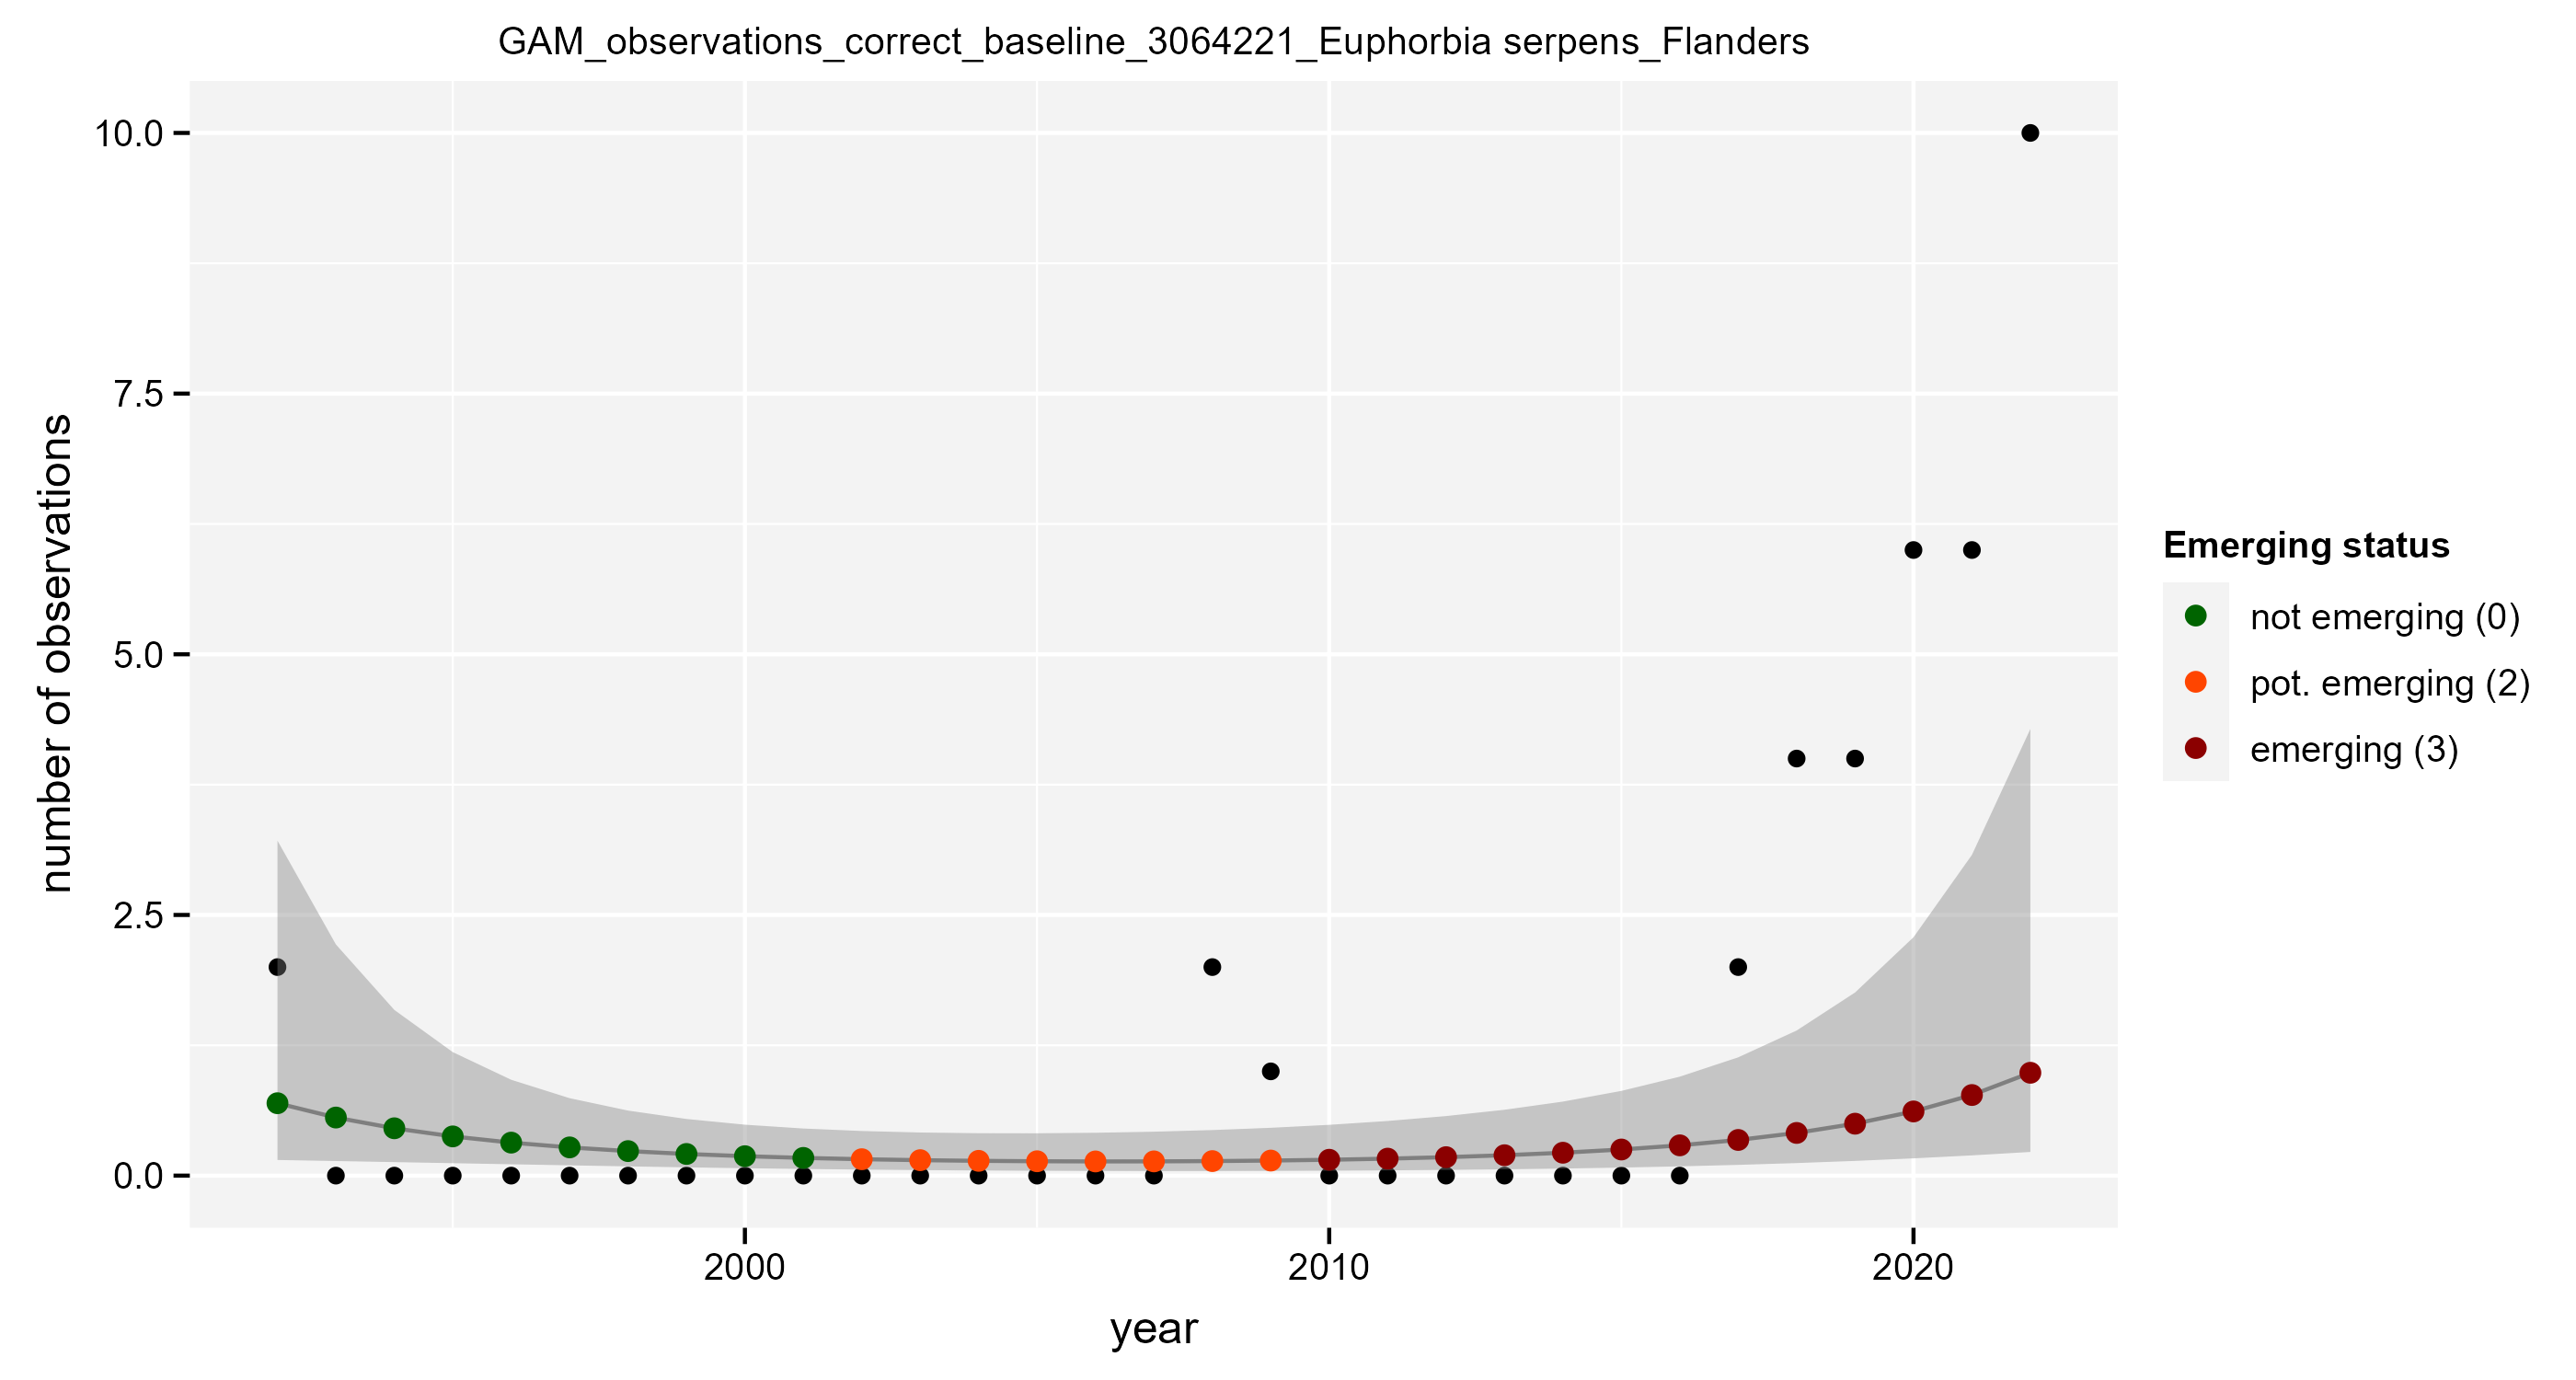 GAM_observations_correct_baseline_3064221_Euphorbia serpens_Flanders
number of observations
10.0
7.5
5.0
2.5
0.0
2000
2010
2020
year
Emerging status
not emerging (0)
pot. emerging (2)
emerging (3)